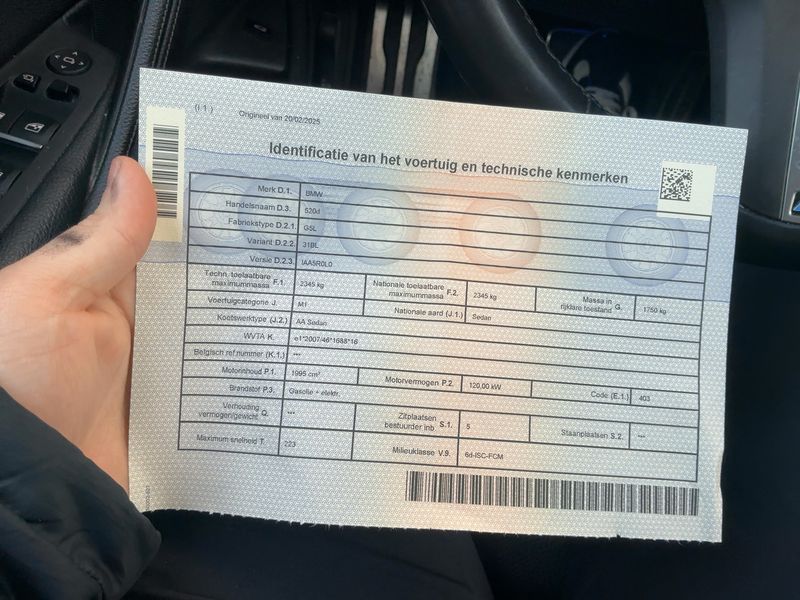 ( 1 )
Origineel van 20/02/2025
Identificatie van het voertuig en technische kenmerken
Merk D.1. BMW
Handelsnaam D.3. 520d
Fabriekstype D.2.1. G5L
Variant D.2.2. 31BL
Versie D.2.3. IAA5R0L0
Techn. toelaatbare maximummassa F.1. 2345 kg Nationale toelaatbare maximummassa F.2. 2345 kg Massa in rijklare toestand G. 1750 kg
Voertuigcategorie J. M1 Nationale aard (J.1.) Sedan
Koetswerktype (J.2.) AA Sedan
WVTA K. e1*2007/46*1688*16
Belgisch ref.nummer (K.1.) ---
Motorinhoud P.1. 1995 cm³ Motorvermogen P.2. 120,00 kW Code (E.1.) 403
Brandstof P.3. Gasolie + elektr.
Verhouding vermogen/gewicht Q. --- Zitplaatsen bestuurder inb. S.1. 5 Staanplaatsen S.2. ---
Maximum snelheid T. 223 Milieuklasse V.9. 6d-ISC-FCM